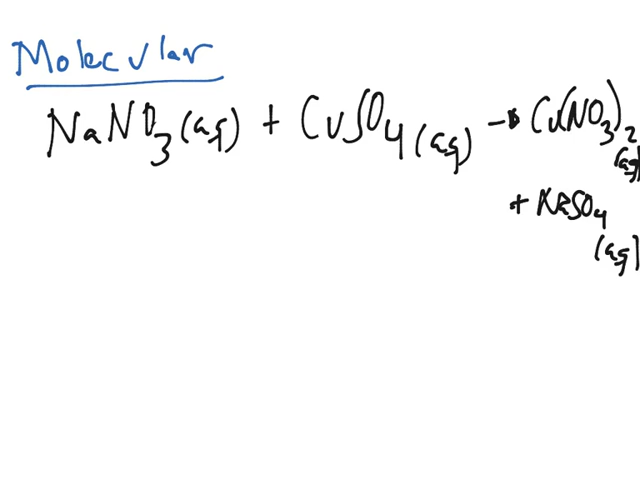 Molecular
NaNO3(aq) + CuSO4(aq) → Cu(NO3)2(aq)
+ NaSO4(aq)